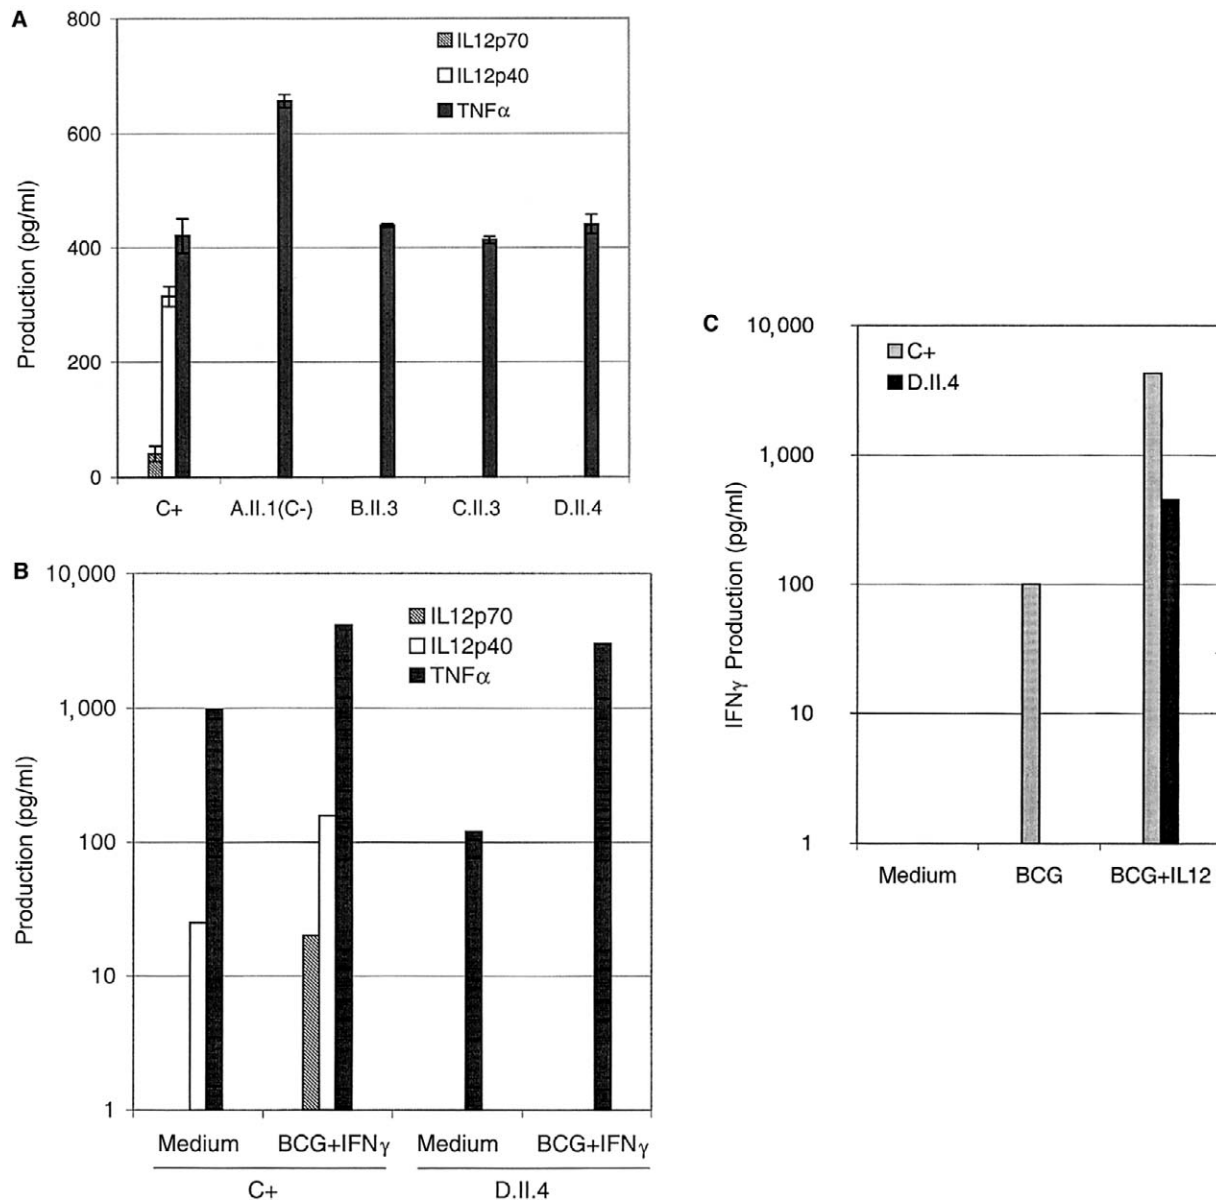 A
800
600
400
200
0
Production (pg/ml)
IL12p70
IL12p40
TNFα
C+ A.II.1(C-) B.II.3 C.II.3 D.II.4
B
10,000
1,000
100
10
1
Production (pg/ml)
IL12p70
IL12p40
TNFα
Medium BCG+IFNγ Medium BCG+IFNγ
C+ D.II.4
C
10,000
1,000
100
10
1
IFNγ Production (pg/ml)
C+
D.II.4
Medium BCG BCG+IL12